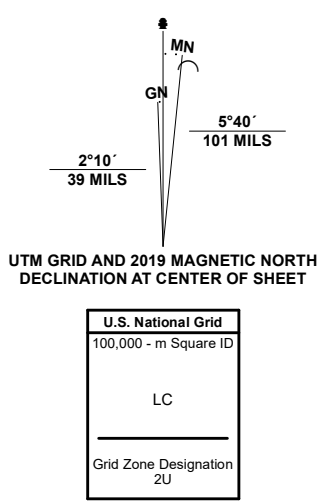 MN
GN
5°40´
101 MILS
2°10´
39 MILS
UTM GRID AND 2019 MAGNETIC NORTH
DECLINATION AT CENTER OF SHEET
U.S. National Grid
100,000 - m Square ID
LC
Grid Zone Designation
2U